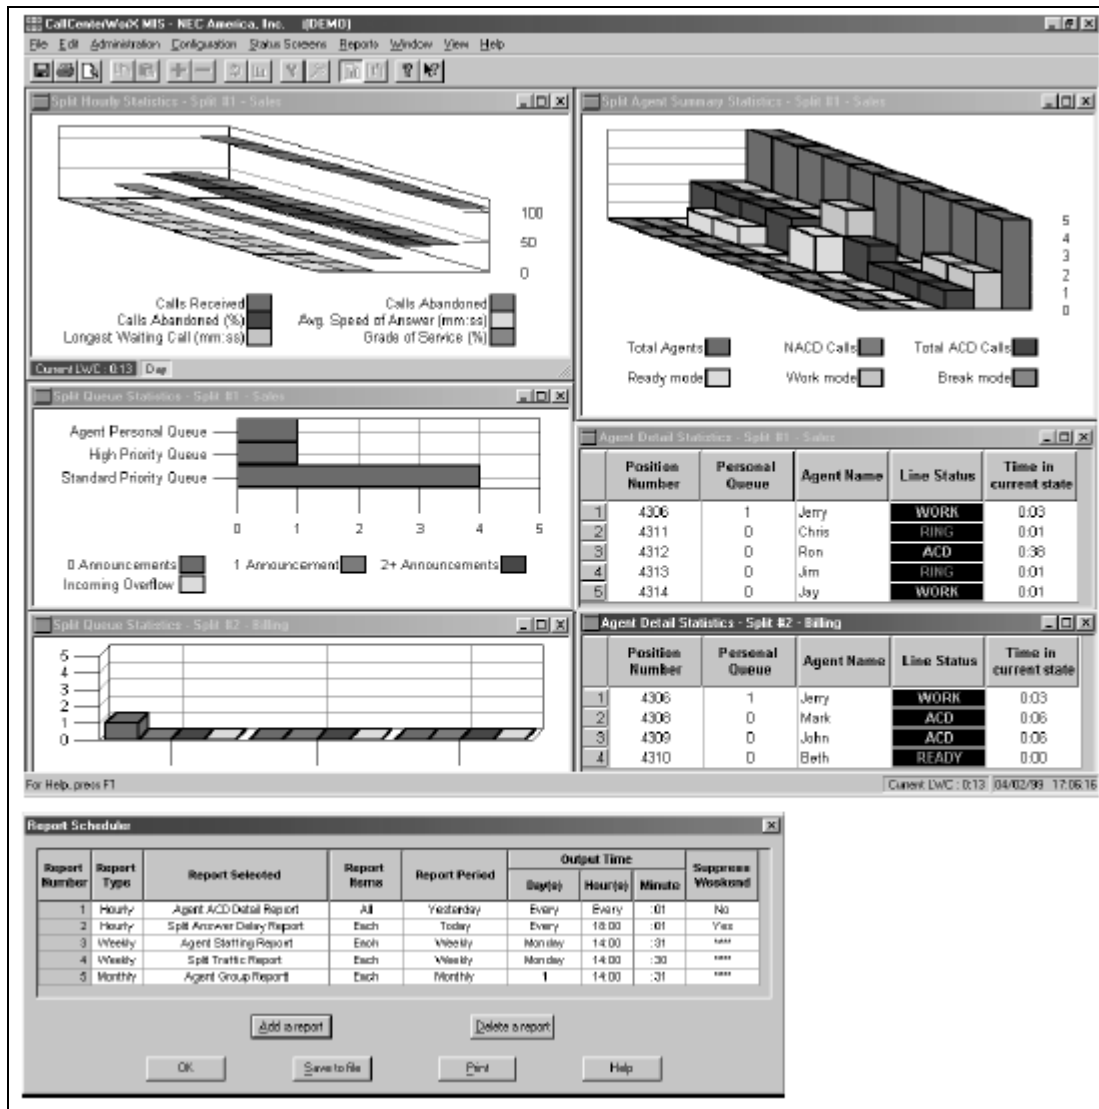 CallCenterWorX MIS - NEC America, Inc. (DEMO)
File Edit Administration Configuration Status Screens Reports Window View Help
Split Hourly Statistics - Split #1 - Sales
100
50
0
Calls Received
Calls Abandoned
Calls Abandoned (%)
Avg. Speed of Answer (mm:ss)
Longest Waiting Call (mm:ss)
Grade of Service (%)
Current LWC : 0:13 Day
Split Agent Summary Statistics - Split #1 - Sales
5
4
3
2
1
0
Total Agents NACD Calls Total ACD Calls
Ready mode Work mode Break mode
Split Queue Statistics - Split #1 - Sales
Agent Personal Queue
High Priority Queue
Standard Priority Queue
0 1 2 3 4 5
0 Announcements 1 Announcement 2+ Announcements
Incoming Overflow
Agent Detail Statistics - Split #1 - Sales
Position Number Personal Queue Agent Name Line Status Time in current state
1 4306 1 Jerry WORK 0:03
2 4311 0 Chris RING 0:01
3 4312 0 Ron ACD 0:38
4 4313 0 Jim RING 0:01
5 4314 0 Jay WORK 0:01
Split Queue Statistics - Split #2 - Billing
5
4
3
2
1
0
Agent Detail Statistics - Split #2 - Billing
Position Number Personal Queue Agent Name Line Status Time in current state
1 4306 1 Jerry WORK 0:03
2 4308 0 Mark ACD 0:06
3 4309 0 John ACD 0:06
4 4310 0 Beth READY 0:00
For Help, press F1
Current LWC : 0:13 04/02/99 17:06:16
Report Scheduler
Report Number Report Type Report Selected Report Items Report Period Output Time Day(s) Hour(s) Minute Suppress Weekend
1 Hourly Agent ACD Detail Report All Yesterday Every Every :01 No
2 Hourly Split Answer Delay Report Each Today Every 18:00 :01 Yes
3 Weekly Agent Staffing Report Each Weekly Monday 14:00 :31 ****
4 Weekly Split Traffic Report Each Weekly Monday 14:00 :30 ****
5 Monthly Agent Group Report Each Monthly 1 14:00 :31 ****
Add a report Delete a report
OK Save to file Print Help